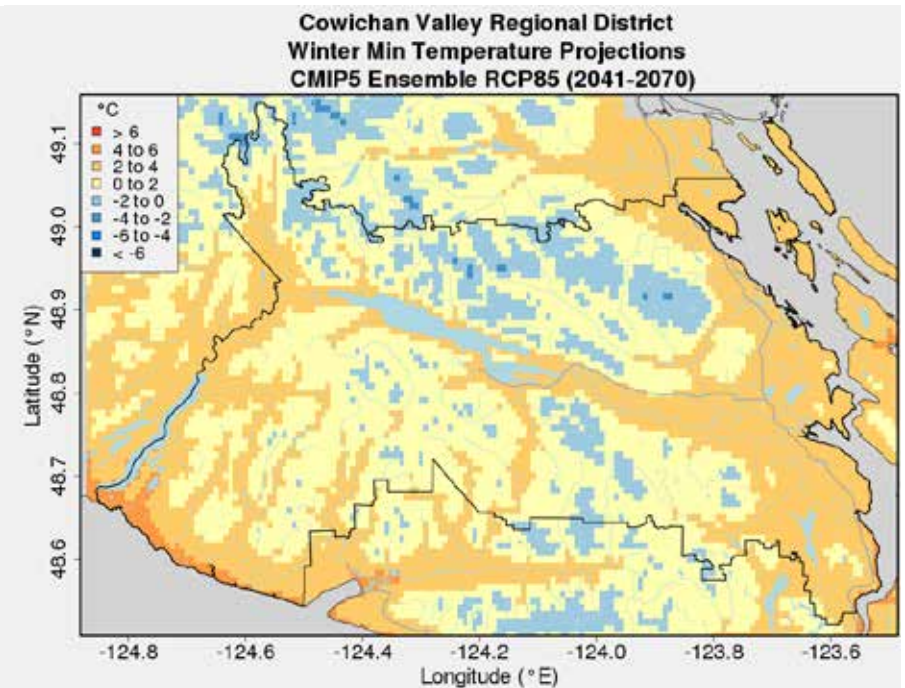 Cowichan Valley Regional District
Winter Min Temperature Projections
CMIP5 Ensemble RCP85 (2041-2070)
°C
> 6
4 to 6
2 to 4
0 to 2
-2 to 0
-4 to -2
-6 to -4
< -6
Latitude (°N)
49.1
49.0
48.9
48.8
48.7
48.6
-124.8 -124.6 -124.4 -124.2 -124.0 -123.8 -123.6
Longitude (°E)